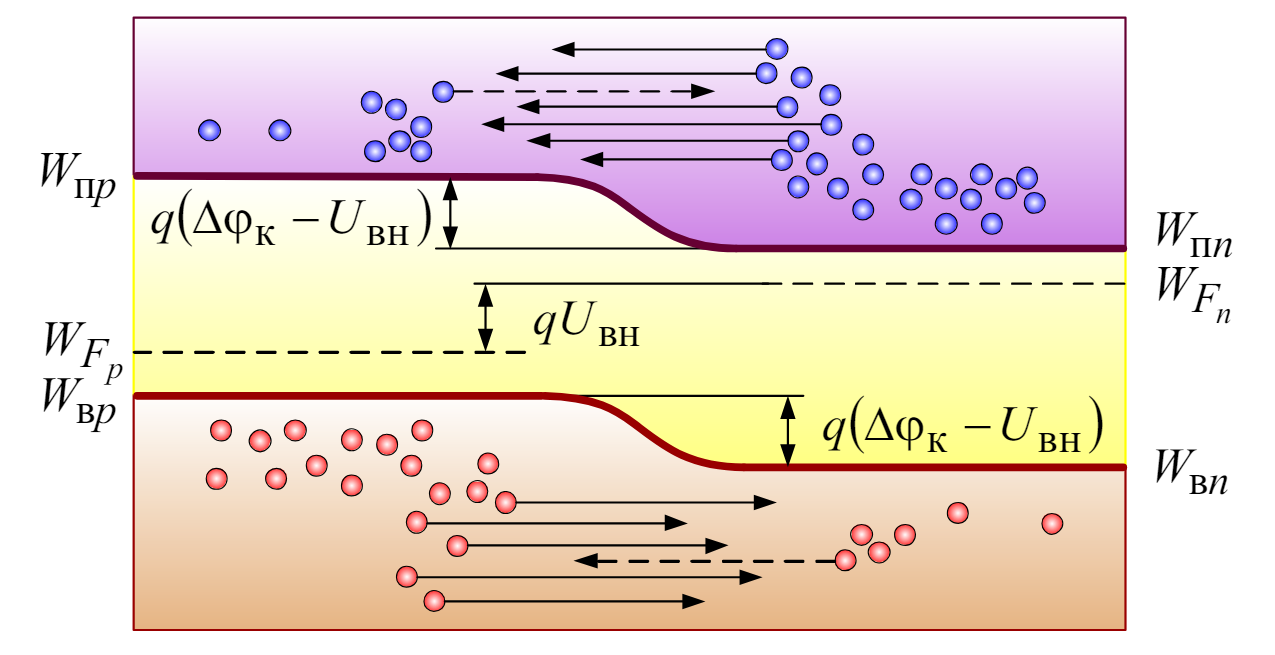 W_пp
q(Δφ_к − U_вн)
W_пn
W_F_n
qU_вн
W_F_p
W_вp
q(Δφ_к − U_вн)
W_вn